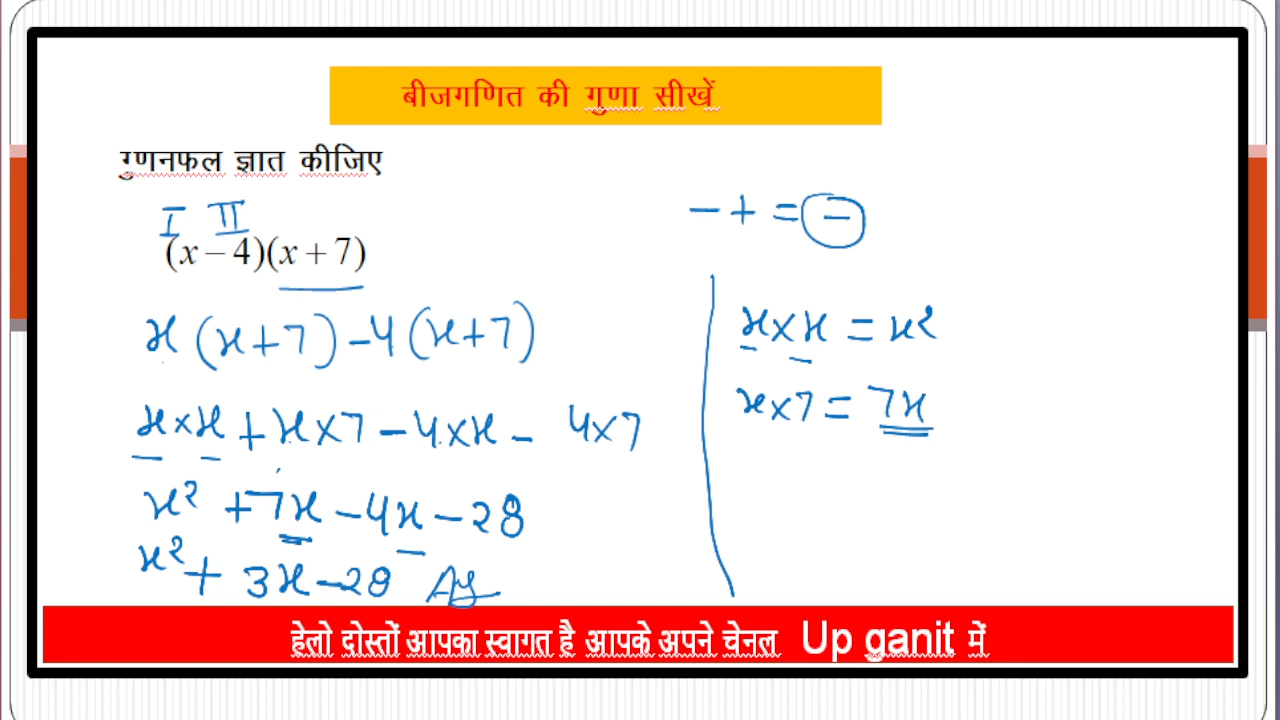 बीजगणित की गुणा सीखें
गुणनफल ज्ञात कीजिए
I II
(x – 4)(x + 7)
x (x+7) –4 (x+7)
x×x + x×7 – 4×x – 4×7
x² +7x –4x –28
x² + 3x –28 Ans
– + = –
x×x = x²
x×7 = 7x
हेलो दोस्तों आपका स्वागत है आपके अपने चेनल Up ganit में